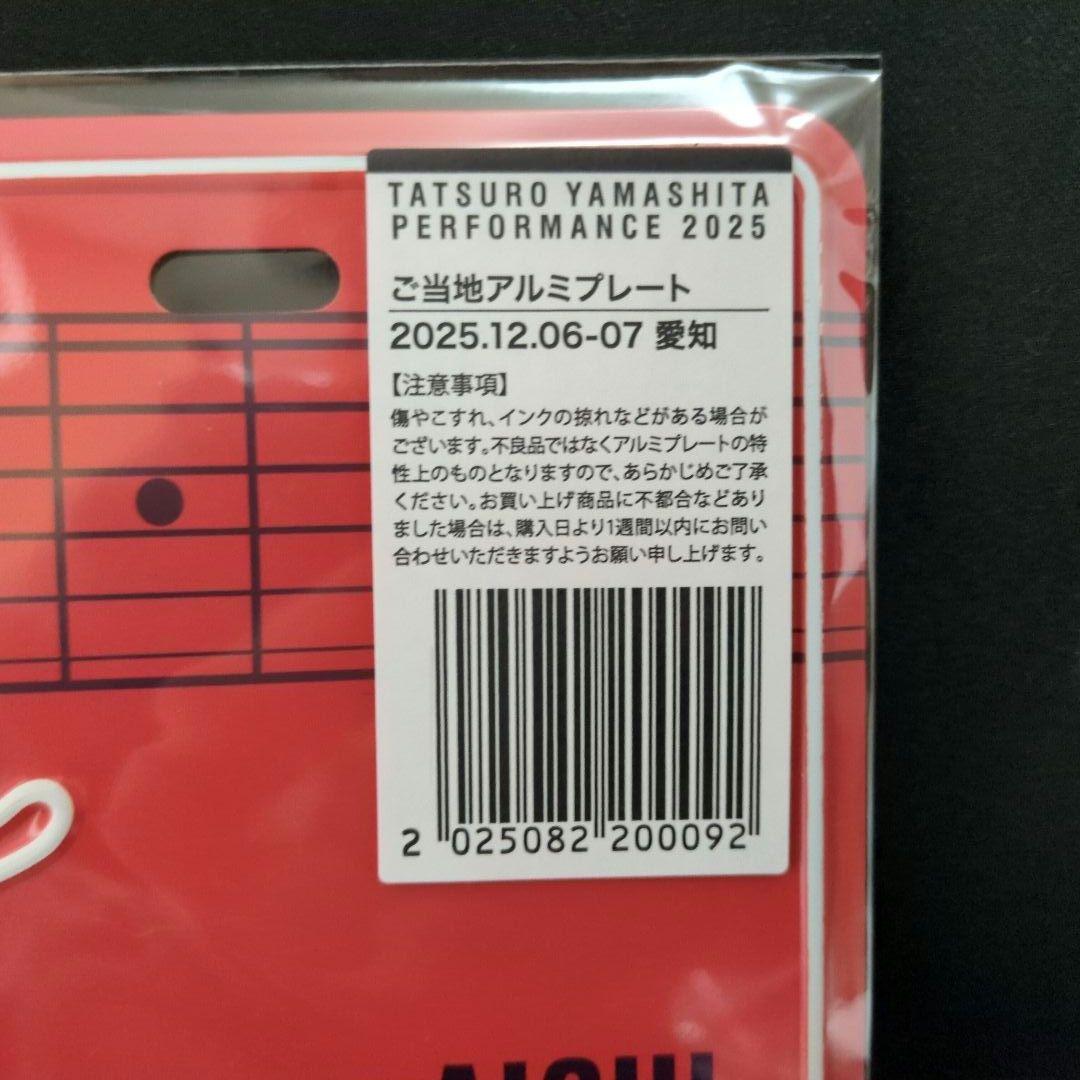 TATSURO YAMASHITA
PERFORMANCE 2025
ご当地アルミプレート
2025.12.06-07 愛知
【注意事項】
傷やこすれ、インクの掠れなどがある場合が
ございます。不良品ではなくアルミプレートの特
性上のものとなりますので、あらかじめご了承
ください。お買い上げ商品に不都合などあり
ました場合は、購入日より1週間以内にお問い
合わせいただきますようお願い申し上げます。
2 025082 200092
AICHI